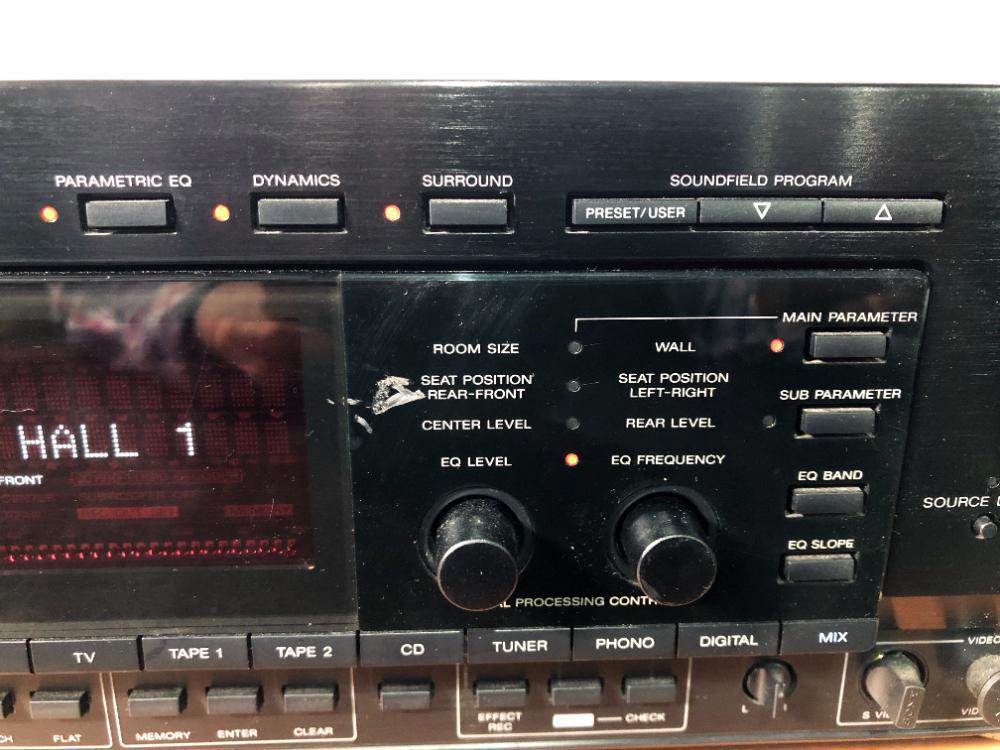 PARAMETRIC EQ
DYNAMICS
SURROUND
SOUNDFIELD PROGRAM
PRESET/USER
MAIN PARAMETER
ROOM SIZE
WALL
SEAT POSITION
REAR-FRONT
SEAT POSITION
LEFT-RIGHT
SUB PARAMETER
CENTER LEVEL
REAR LEVEL
HALL 1
FRONT
EQ LEVEL
EQ FREQUENCY
EQ BAND
SOURCE
EQ SLOPE
PROCESSING
TV
TAPE 1
TAPE 2
CD
TUNER
PHONO
DIGITAL
MIX
VIDEO
FLAT
MEMORY
ENTER
CLEAR
EFFECT
REC
CHECK
L